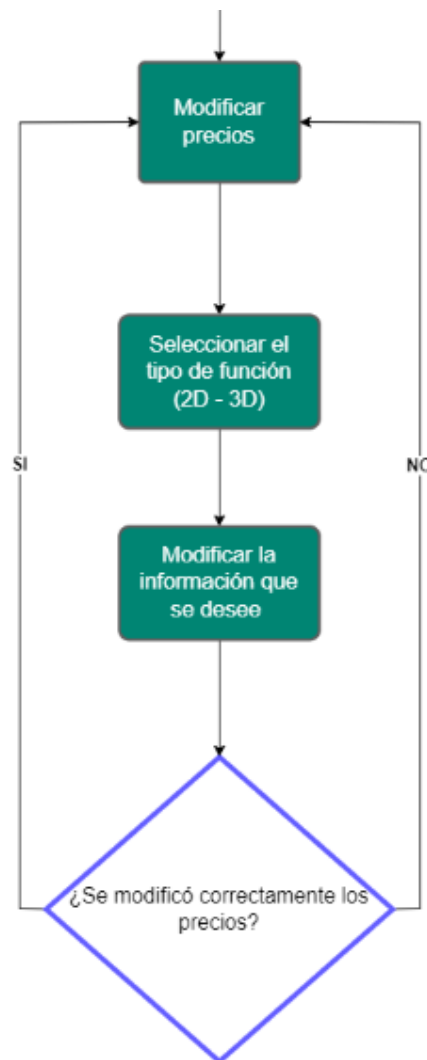 Modificar
precios
Seleccionar el
tipo de función
(2D - 3D)
SI
NO
Modificar la
información que
se desee
¿Se modificó correctamente los
precios?